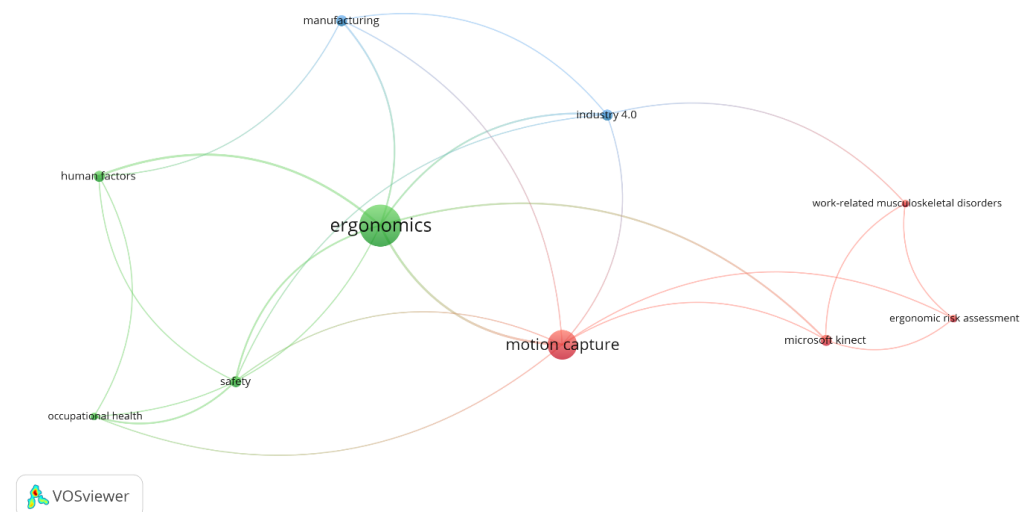 manufacturing
industry 4.0
human factors
work-related musculoskeletal disorders
ergonomics
ergonomic risk assessment
microsoft kinect
motion capture
safety
occupational health
VOSviewer